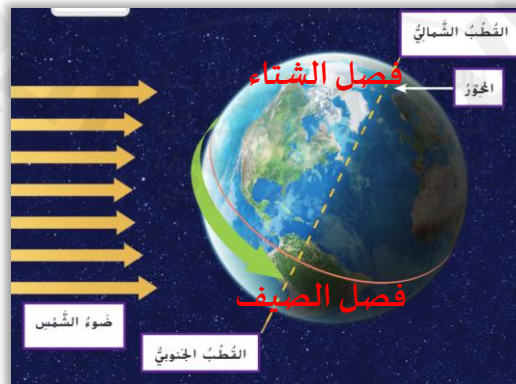 القُطْبُ الشَّمالِيُّ
فصل الشتاء
المِحْوَرُ
فصل الصيف
ضَوءُ الشَّمْسِ
القُطْبُ الجَنوبِيُّ